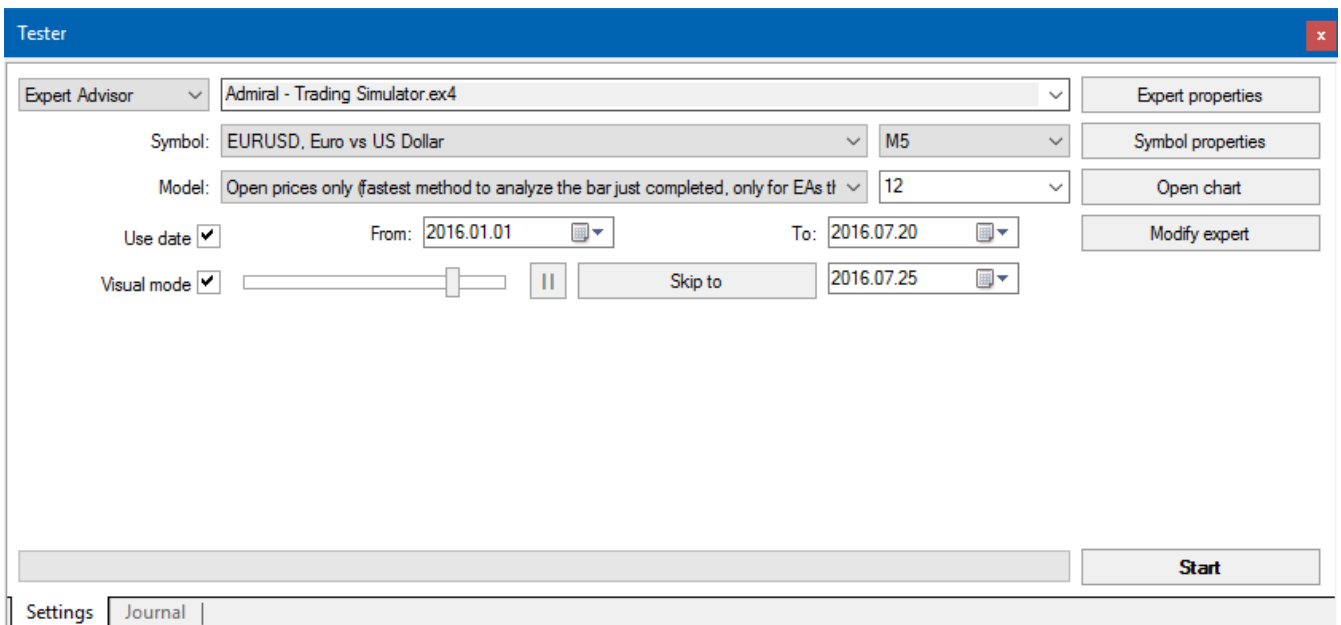 Tester x
Expert Advisor Admiral - Trading Simulator.ex4 Expert properties
Symbol: EURUSD, Euro vs US Dollar M5 Symbol properties
Model: Open prices only (fastest method to analyze the bar just completed, only for EAs th 12 Open chart
Use date From: 2016.01.01 To: 2016.07.20 Modify expert
Visual mode Skip to 2016.07.25
Start
Settings Journal